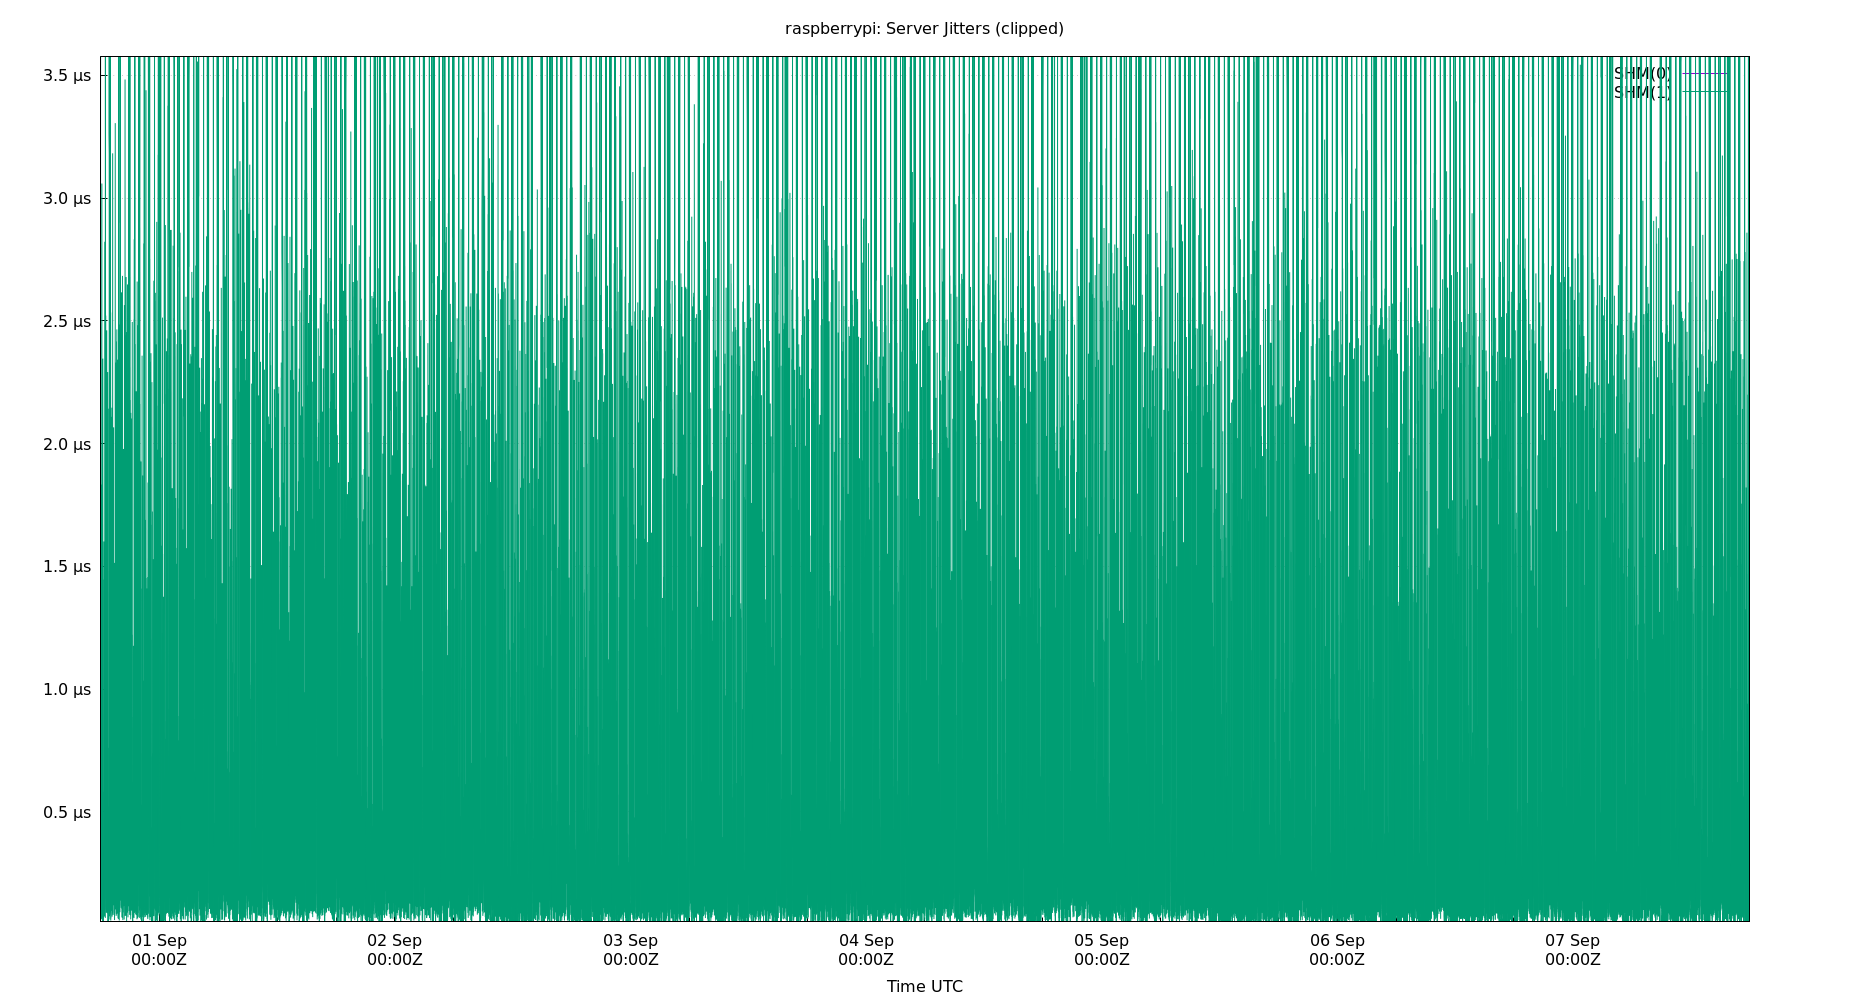 raspberrypi: Server Jitters (clipped)
3.5 µs
SHM(0)
SHM(1)
3.0 µs
2.5 µs
2.0 µs
1.5 µs
1.0 µs
0.5 µs
01 Sep 02 Sep 03 Sep 04 Sep 05 Sep 06 Sep 07 Sep
00:00Z 00:00Z 00:00Z 00:00Z 00:00Z 00:00Z 00:00Z
Time UTC